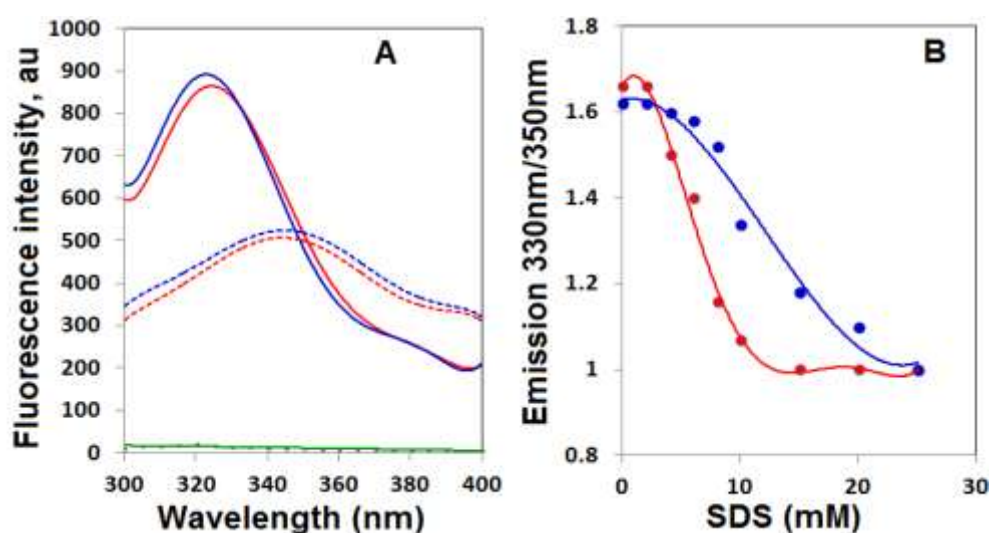 A
Fluorescence intensity, au
1000
900
800
700
600
500
400
300
200
100
0
300 320 340 360 380 400
Wavelength (nm)
B
Emission 330nm/350nm
1.8
1.6
1.4
1.2
1
0.8
0 10 20 30
SDS (mM)